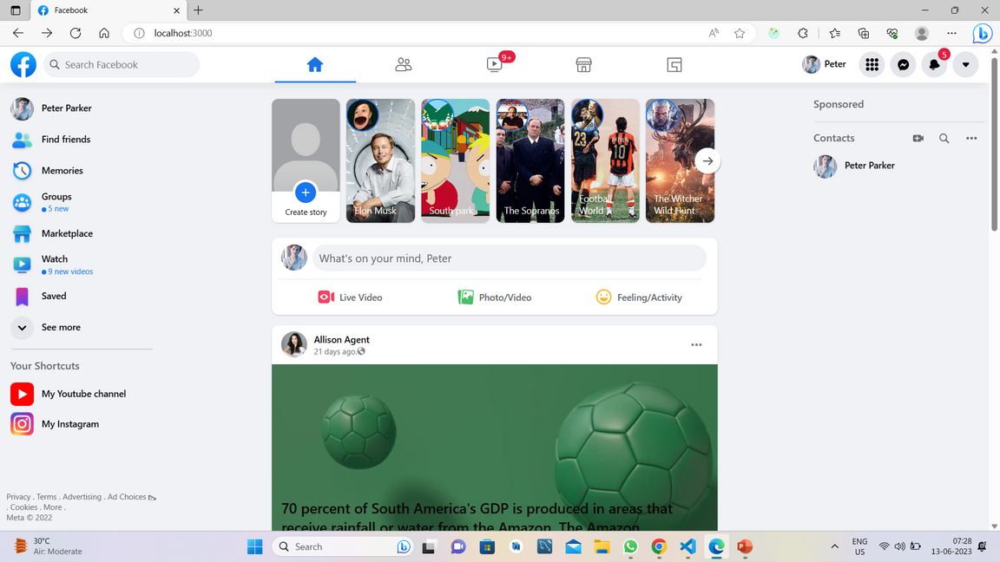 Facebook
localhost:3000
Search Facebook
9+
Peter
5
Peter Parker
Find friends
Memories
Groups
5 new
Marketplace
Watch
9 new videos
Saved
See more
Your Shortcuts
My Youtube channel
My Instagram
Privacy . Terms . Advertising . Ad Choices
. Cookies . More .
Meta © 2022
Create story
Elon Musk
South park
The Sopranos
Football
World
The Witcher
Wild Hunt
23
10
What's on your mind, Peter
Live Video
Photo/Video
Feeling/Activity
Allison Agent
21 days ago.
70 percent of South America's GDP is produced in areas that
receive rainfall or water from the Amazon. The Amazon
Sponsored
Contacts
Peter Parker
30°C
Air: Moderate
Search
ENG
US
07:28
13-06-2023